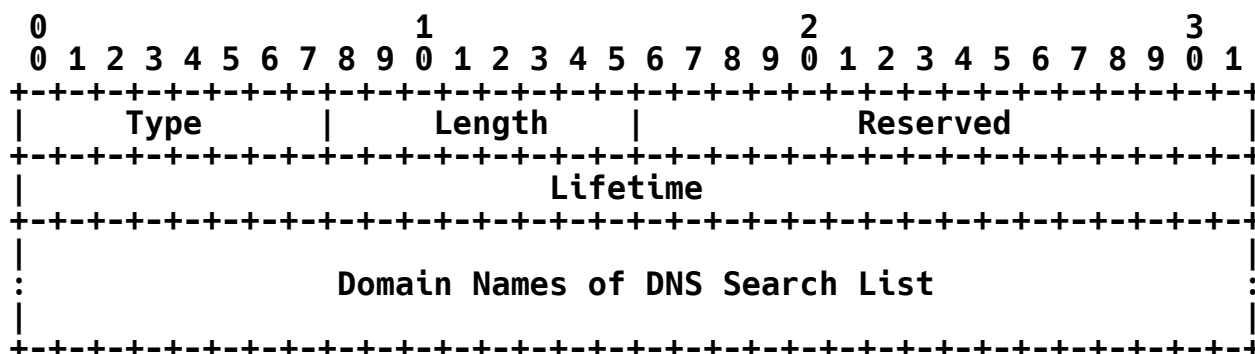 0                   1                   2                   3
 0 1 2 3 4 5 6 7 8 9 0 1 2 3 4 5 6 7 8 9 0 1 2 3 4 5 6 7 8 9 0 1
+-+-+-+-+-+-+-+-+-+-+-+-+-+-+-+-+-+-+-+-+-+-+-+-+-+-+-+-+-+-+-+-+
|     Type      |     Length    |           Reserved            |
+-+-+-+-+-+-+-+-+-+-+-+-+-+-+-+-+-+-+-+-+-+-+-+-+-+-+-+-+-+-+-+-+
|                           Lifetime                            |
+-+-+-+-+-+-+-+-+-+-+-+-+-+-+-+-+-+-+-+-+-+-+-+-+-+-+-+-+-+-+-+-+
|                                                               |
:                Domain Names of DNS Search List                :
|                                                               |
+-+-+-+-+-+-+-+-+-+-+-+-+-+-+-+-+-+-+-+-+-+-+-+-+-+-+-+-+-+-+-+-+